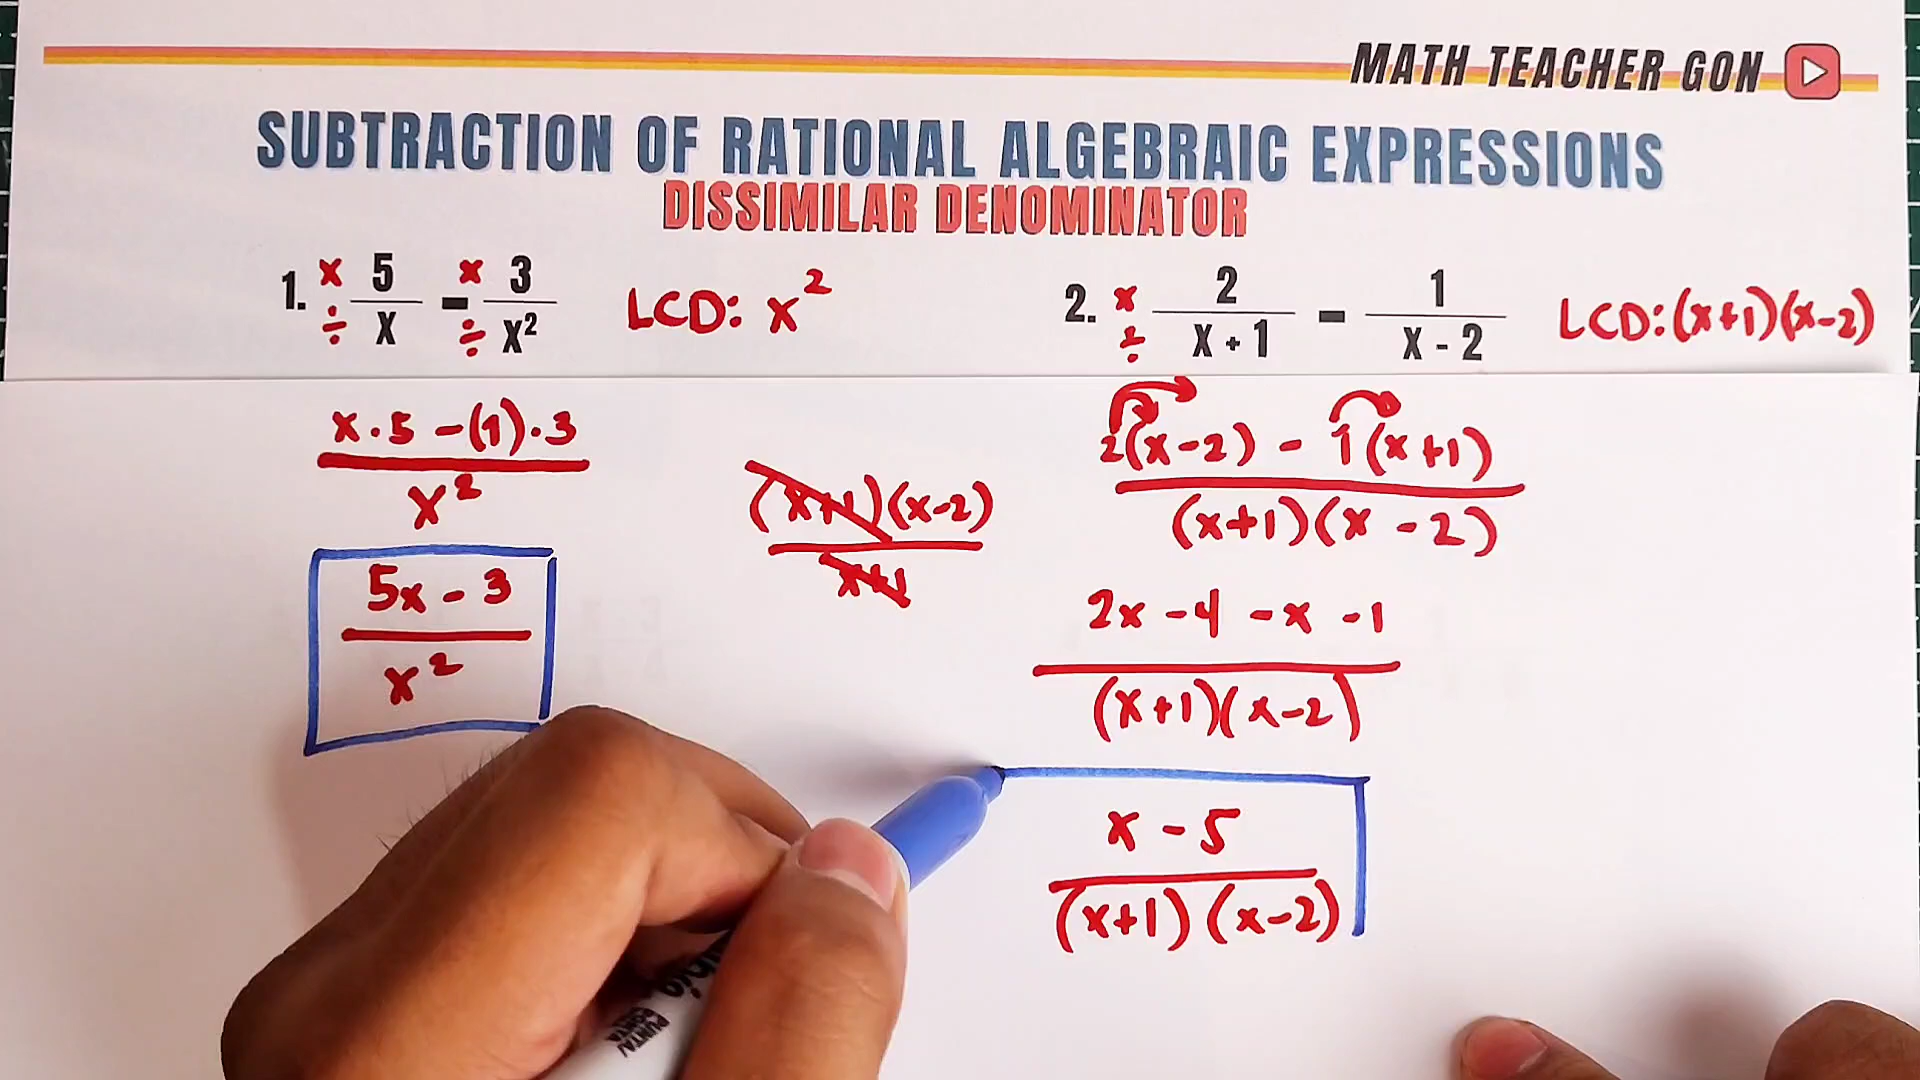 MATH TEACHER GON
SUBTRACTION OF RATIONAL ALGEBRAIC EXPRESSIONS
DISSIMILAR DENOMINATOR
1. × ÷ 5/X - × ÷ 3/X² LCD: x²
x·5 -(1)·3
x²
5x - 3
x²
(x+1)(x-2)
x+1
2. × ÷ 2/X+1 - 1/X-2 LCD:(x+1)(x-2)
2(x-2) - 1(x+1)
(x+1)(x-2)
2x -4 -x -1
(x+1)(x-2)
x - 5
(x+1)(x-2)